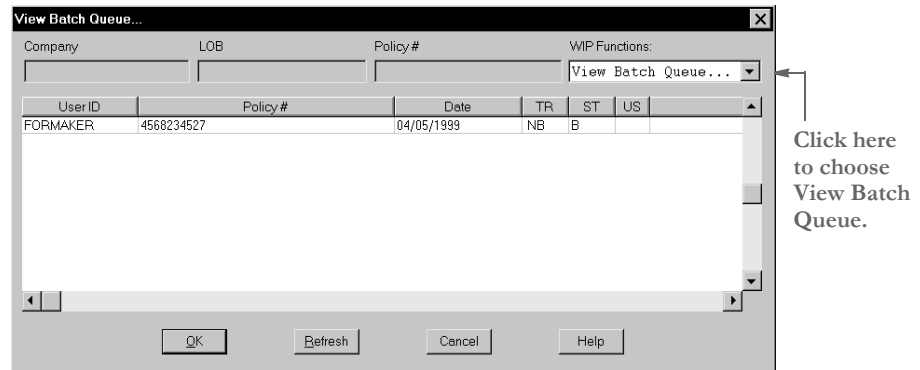 View Batch Queue...
Company LOB Policy # WIP Functions:
View Batch Queue...
User ID Policy # Date TR ST US
FORMAKER 4568234527 04/05/1999 NB B
OK Refresh Cancel Help
Click here
to choose
View Batch
Queue.